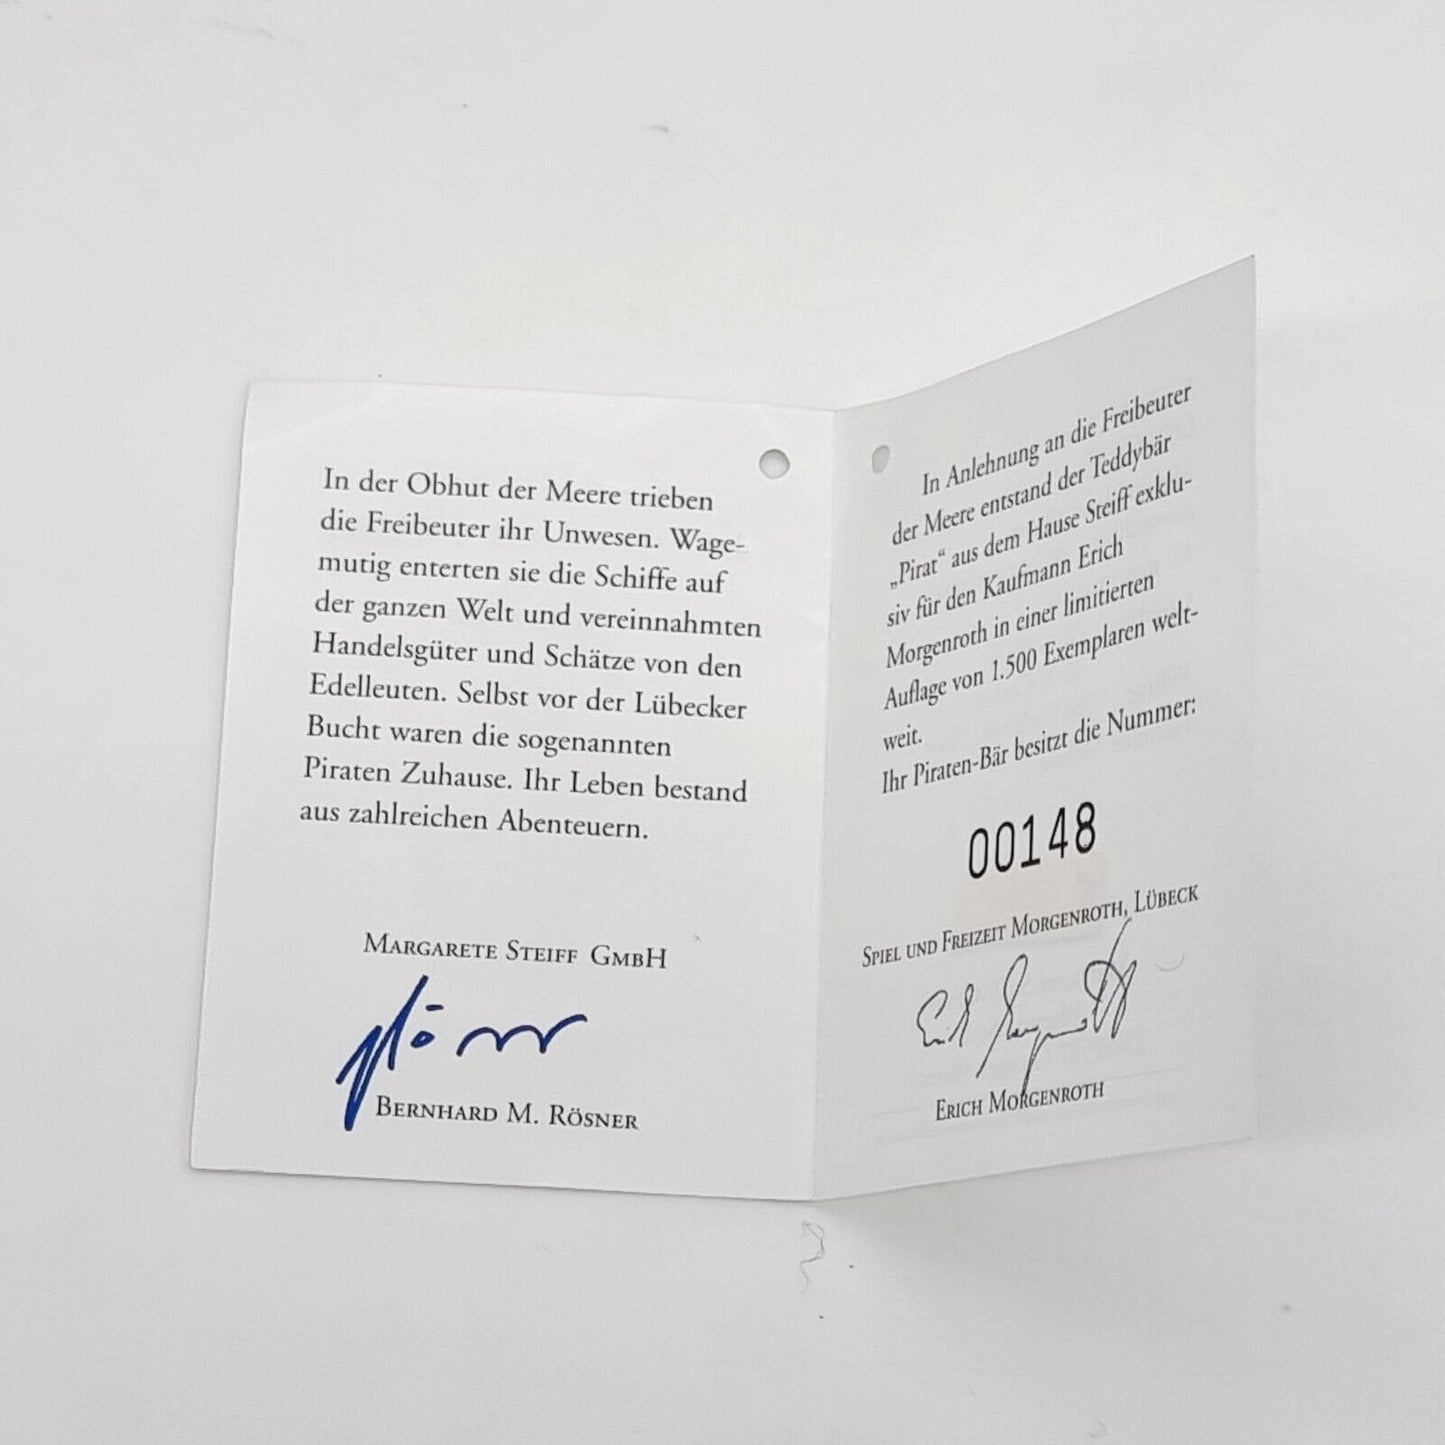 In der Obhut der Meere trieben
die Freibeuter ihr Unwesen. Wage-
mutig enterten sie die Schiffe auf
der ganzen Welt und vereinnahmten
Handelsgüter und Schätze von den
Edelleuten. Selbst vor der Lübecker
Bucht waren die sogenannten
Piraten Zuhause. Ihr Leben bestand
aus zahlreichen Abenteuern.
MARGARETE STEIFF GMBH
BERNHARD M. RÖSNER
In Anlehnung an die Freibeuter
der Meere entstand der Teddybär
„Pirat“ aus dem Hause Steiff exklu-
siv für den Kaufmann Erich
Morgenroth in einer limitierten
Auflage von 1.500 Exemplaren welt-
weit.
Ihr Piraten-Bär besitzt die Nummer:
00148
SPIEL UND FREIZEIT MORGENROTH, LÜBECK
Erich Morgenroth
ERICH MORGENROTH